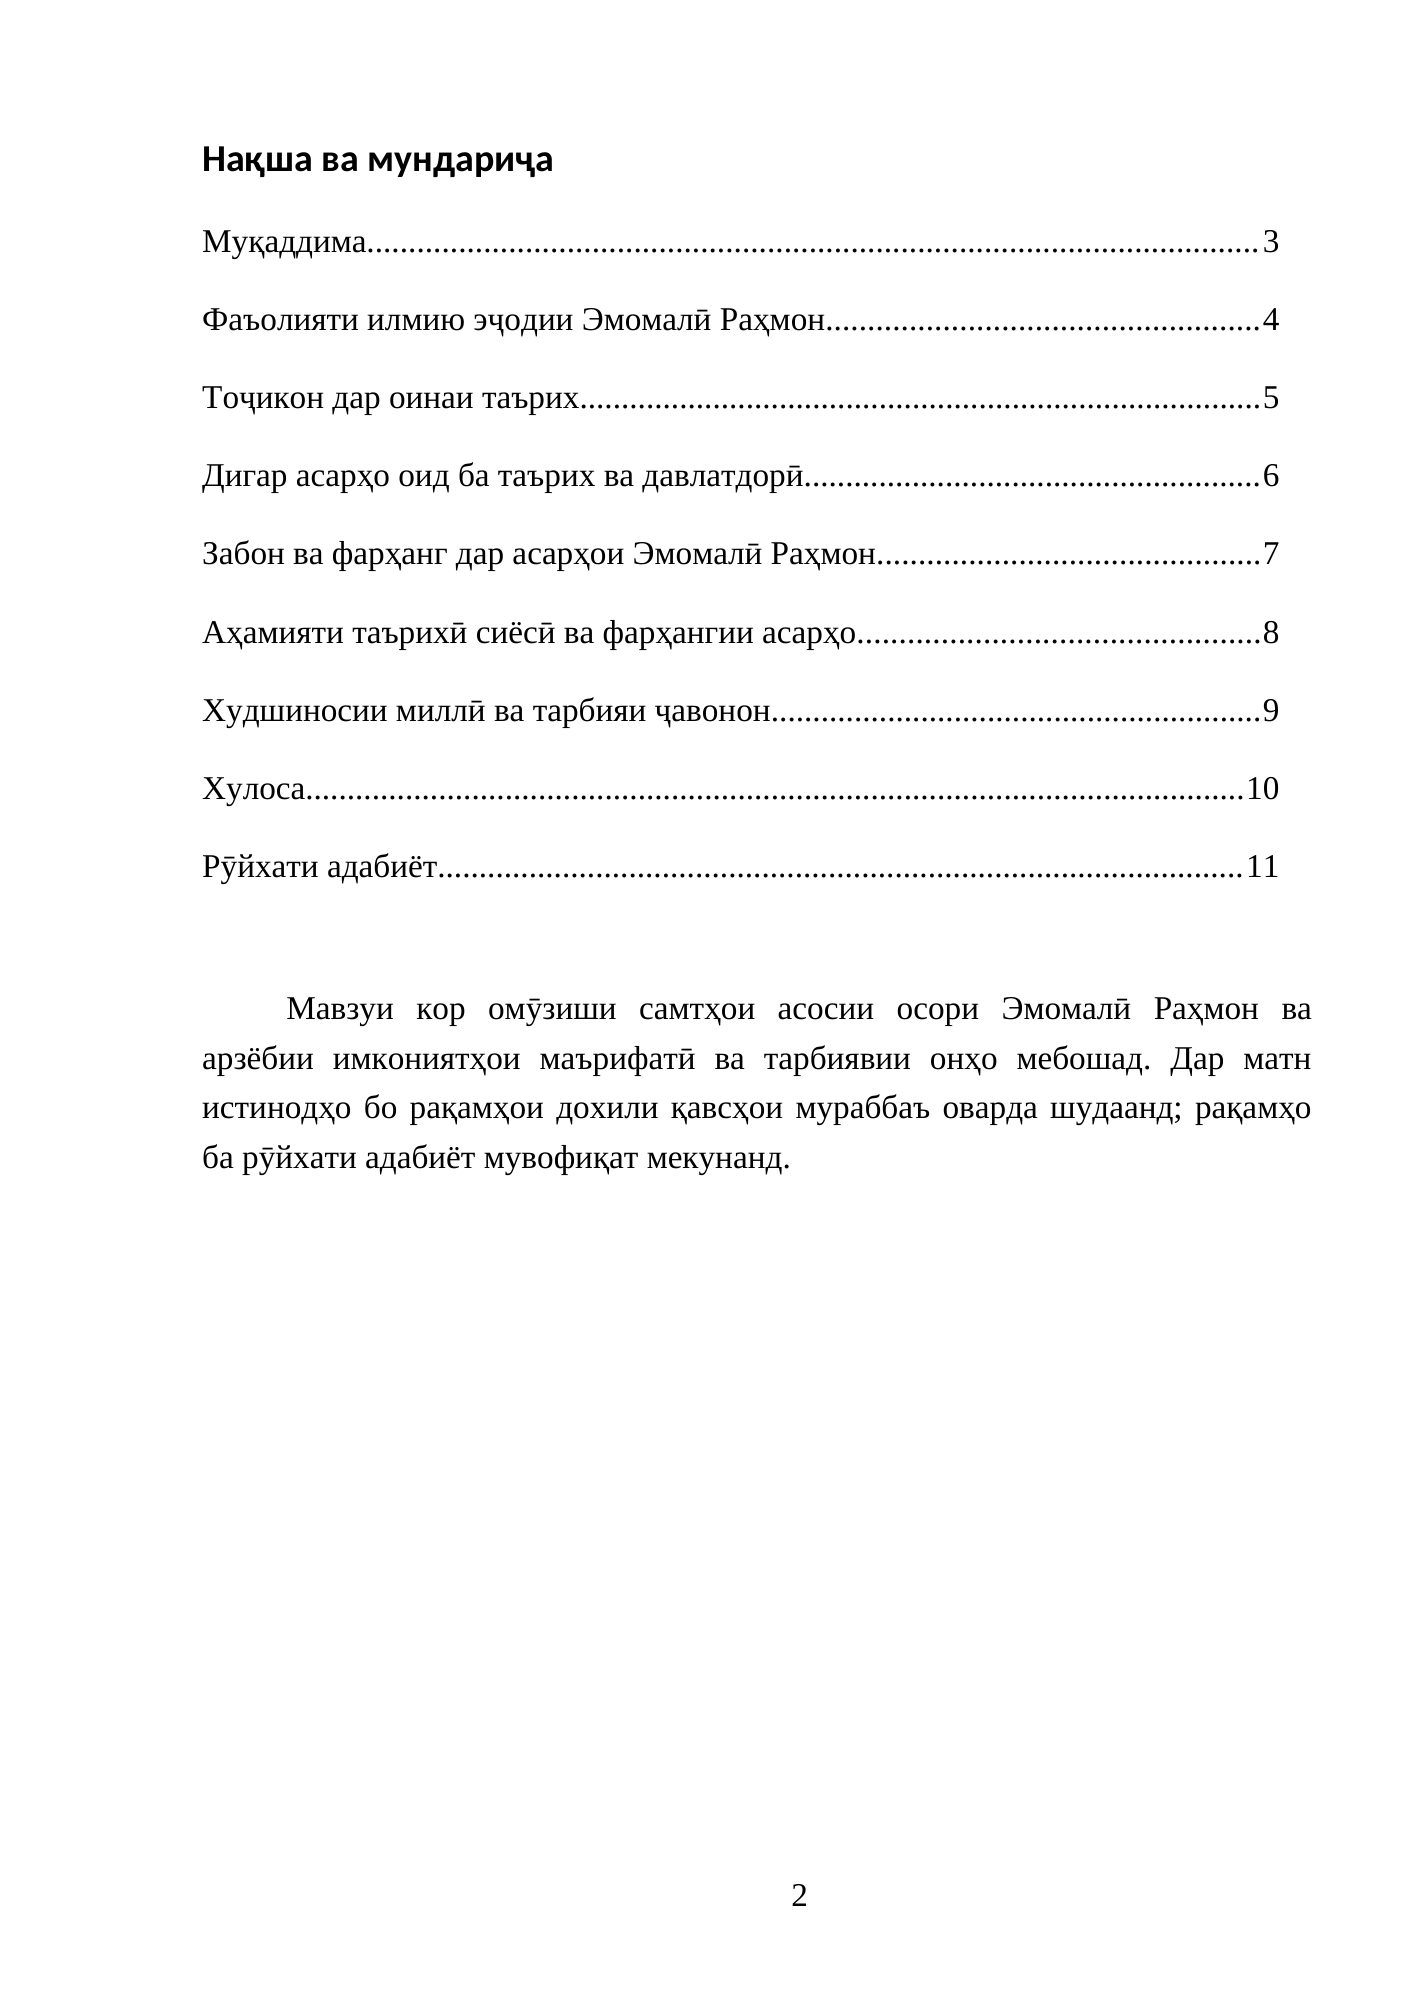 Нақша ва мундариҷа
Муқаддима............................................................................................................3
Фаъолияти илмию эҷодии Эмомалӣ Раҳмон....................................................4
Тоҷикон дар оинаи таърих.................................................................................5
Дигар асарҳо оид ба таърих ва давлатдорӣ......................................................6
Забон ва фарҳанг дар асарҳои Эмомалӣ Раҳмон..............................................7
Аҳамияти таърихӣ сиёсӣ ва фарҳангии асарҳо................................................8
Худшиносии миллӣ ва тарбияи ҷавонон..........................................................9
Хулоса.................................................................................................................10
Рӯйхати адабиёт.................................................................................................11
Мавзуи кор омӯзиши самтҳои асосии осори Эмомалӣ Раҳмон ва
арзёбии имкониятҳои маърифатӣ ва тарбиявии онҳо мебошад. Дар матн
истинодҳо бо рақамҳои дохили қавсҳои мураббаъ оварда шудаанд; рақамҳо
ба рӯйхати адабиёт мувофиқат мекунанд.
2